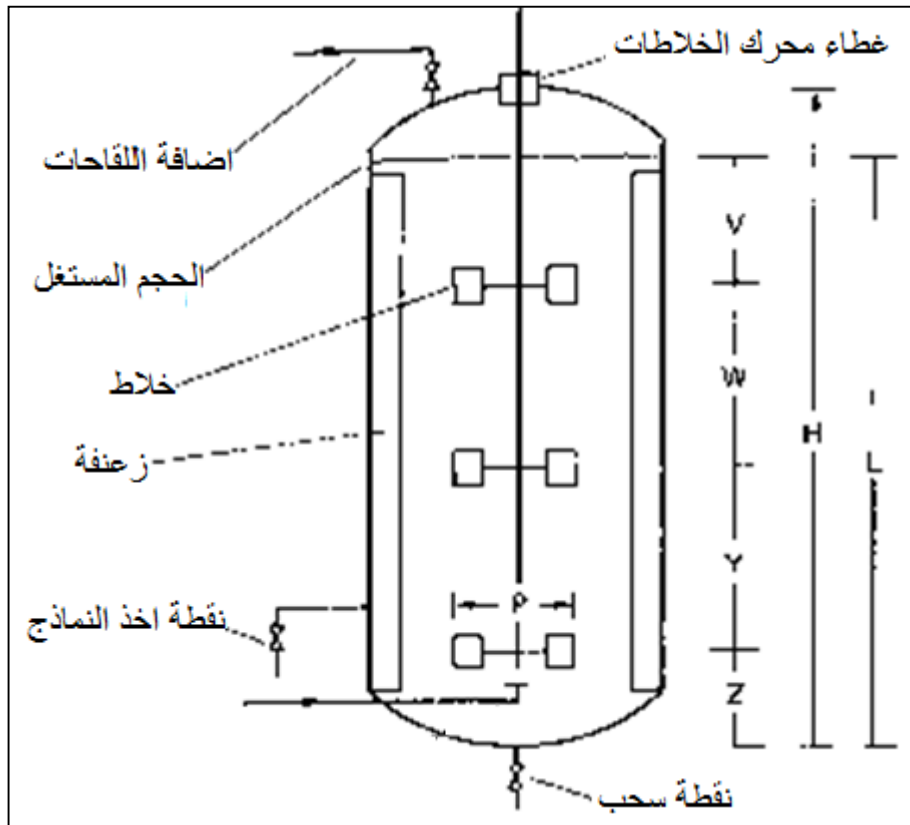 غطاء محرك الخلاطات
اضافة اللقاحات
الحجم المستغل
خلاط
زعنفة
نقطة اخذ النماذج
نقطة سحب
V
W
H
L
Y
P
Z